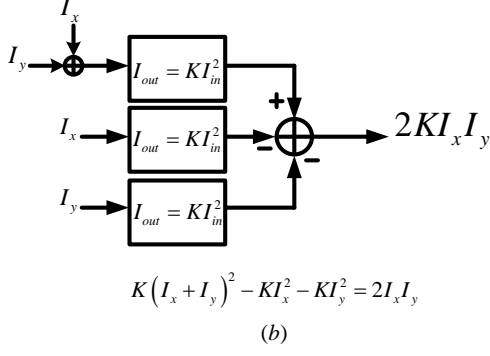 I_x
I_y
I_out = KI_in^2
+
I_x
I_out = KI_in^2
−
2KI_xI_y
−
I_y
I_out = KI_in^2
K(I_x + I_y)^2 − KI_x^2 − KI_y^2 = 2I_xI_y
(b)